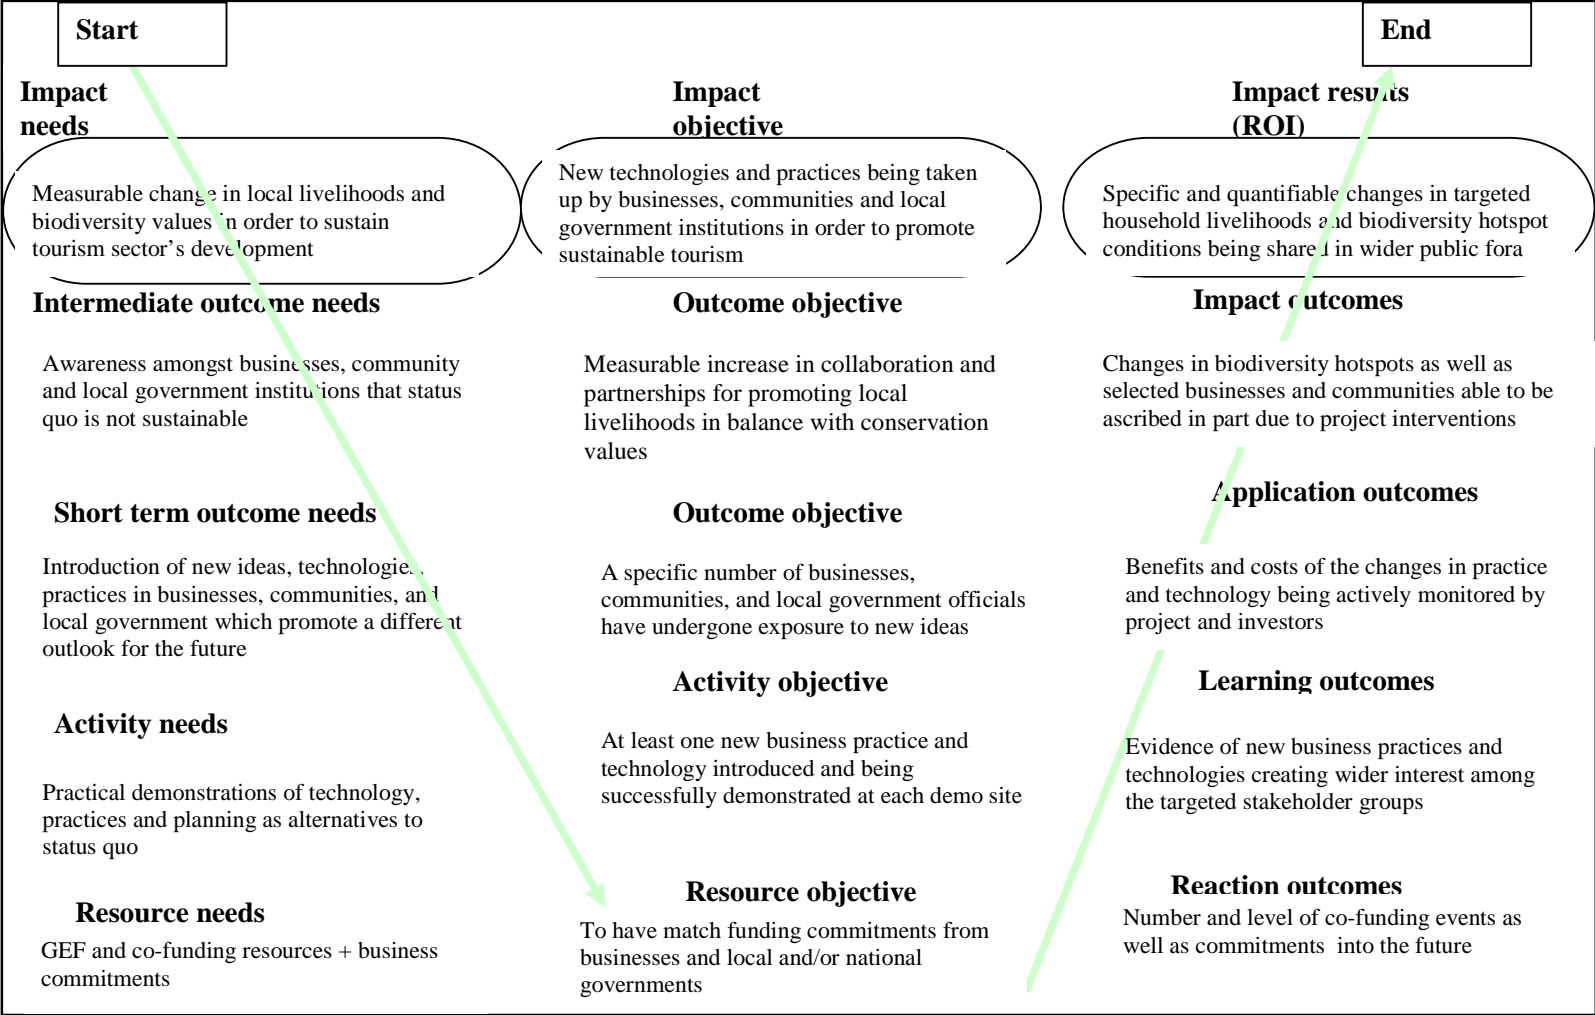 Start
End
Impact
needs
Measurable change in local livelihoods and
biodiversity values in order to sustain
tourism sector's development
Intermediate outcome needs
Awareness amongst businesses, community
and local government institutions that status
quo is not sustainable
Short term outcome needs
Introduction of new ideas, technologies,
practices in businesses, communities, and
local government which promote a different
outlook for the future
Activity needs
Practical demonstrations of technology,
practices and planning as alternatives to
status quo
Resource needs
GEF and co-funding resources + business
commitments
Impact
objective
New technologies and practices being taken
up by businesses, communities and local
government institutions in order to promote
sustainable tourism
Outcome objective
Measurable increase in collaboration and
partnerships for promoting local
livelihoods in balance with conservation
values
Outcome objective
A specific number of businesses,
communities, and local government officials
have undergone exposure to new ideas
Activity objective
At least one new business practice and
technology introduced and being
successfully demonstrated at each demo site
Resource objective
To have match funding commitments from
businesses and local and/or national
governments
Impact results
(ROI)
Specific and quantifiable changes in targeted
household livelihoods and biodiversity hotspot
conditions being shared in wider public fora
Impact outcomes
Changes in biodiversity hotspots as well as
selected businesses and communities able to be
ascribed in part due to project interventions
Application outcomes
Benefits and costs of the changes in practice
and technology being actively monitored by
project and investors
Learning outcomes
Evidence of new business practices and
technologies creating wider interest among
the targeted stakeholder groups
Reaction outcomes
Number and level of co-funding events as
well as commitments into the future